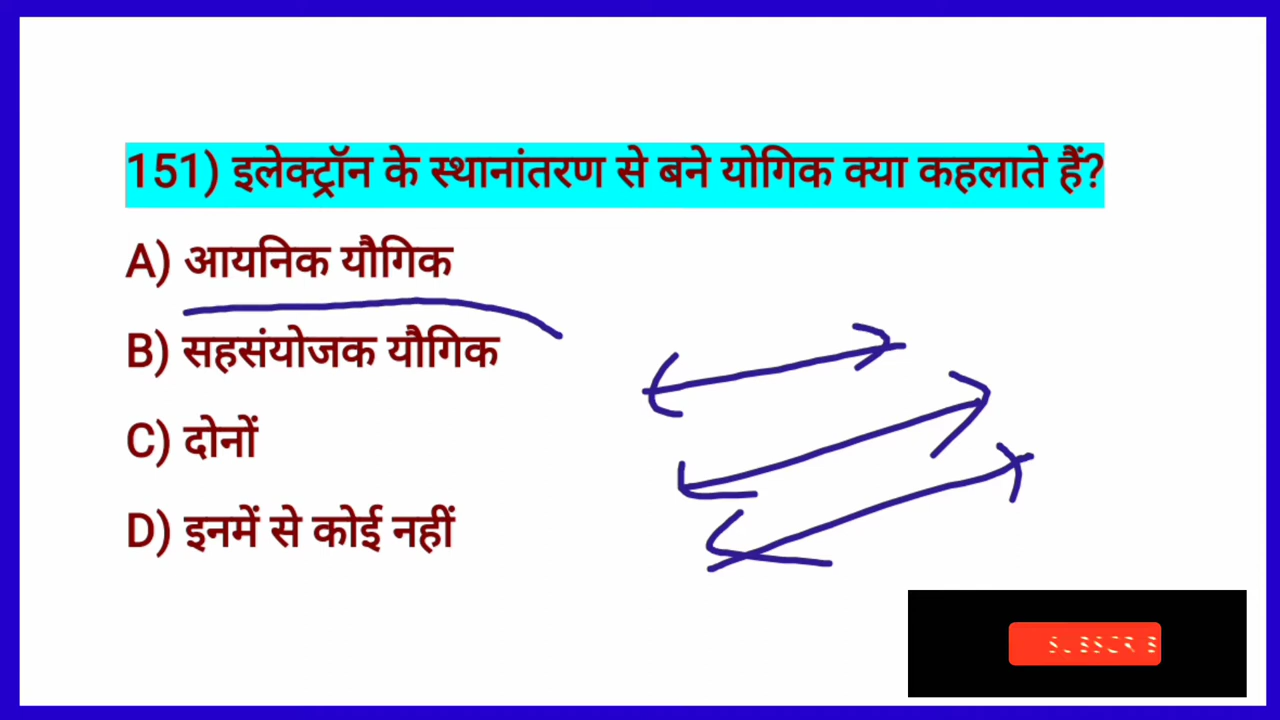 151) इलेक्ट्रॉन के स्थानांतरण से बने योगिक क्या कहलाते हैं?
A) आयनिक यौगिक
B) सहसंयोजक यौगिक
C) दोनों
D) इनमें से कोई नहीं